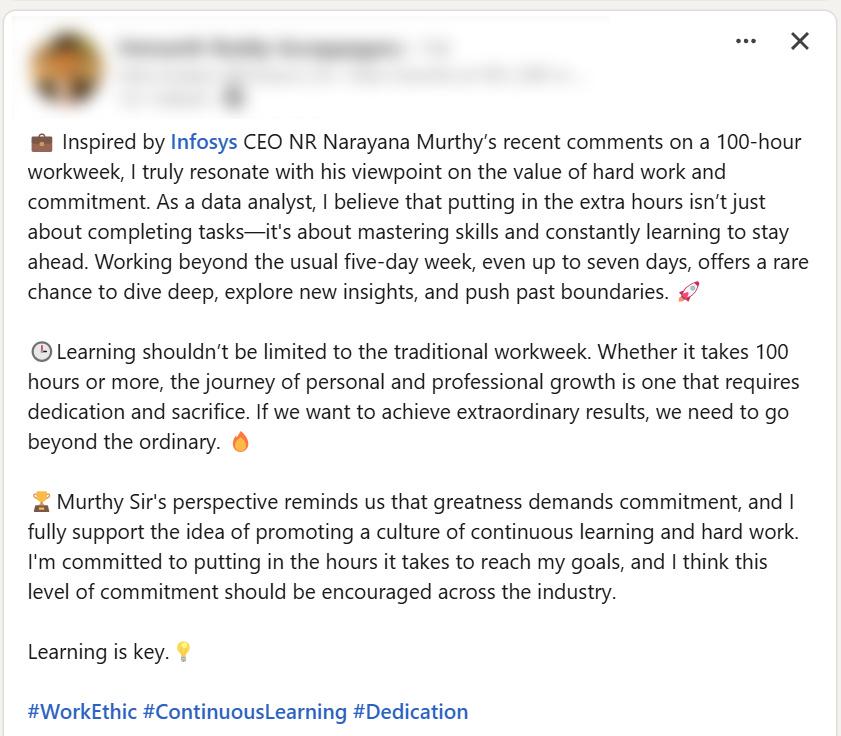 💼 Inspired by Infosys CEO NR Narayana Murthy’s recent comments on a 100-hour
workweek, I truly resonate with his viewpoint on the value of hard work and
commitment. As a data analyst, I believe that putting in the extra hours isn’t just
about completing tasks—it's about mastering skills and constantly learning to stay
ahead. Working beyond the usual five-day week, even up to seven days, offers a rare
chance to dive deep, explore new insights, and push past boundaries. 🚀
🕒Learning shouldn’t be limited to the traditional workweek. Whether it takes 100
hours or more, the journey of personal and professional growth is one that requires
dedication and sacrifice. If we want to achieve extraordinary results, we need to go
beyond the ordinary. 🔥
🏆Murthy Sir's perspective reminds us that greatness demands commitment, and I
fully support the idea of promoting a culture of continuous learning and hard work.
I'm committed to putting in the hours it takes to reach my goals, and I think this
level of commitment should be encouraged across the industry.
Learning is key.💡
#WorkEthic #ContinuousLearning #Dedication